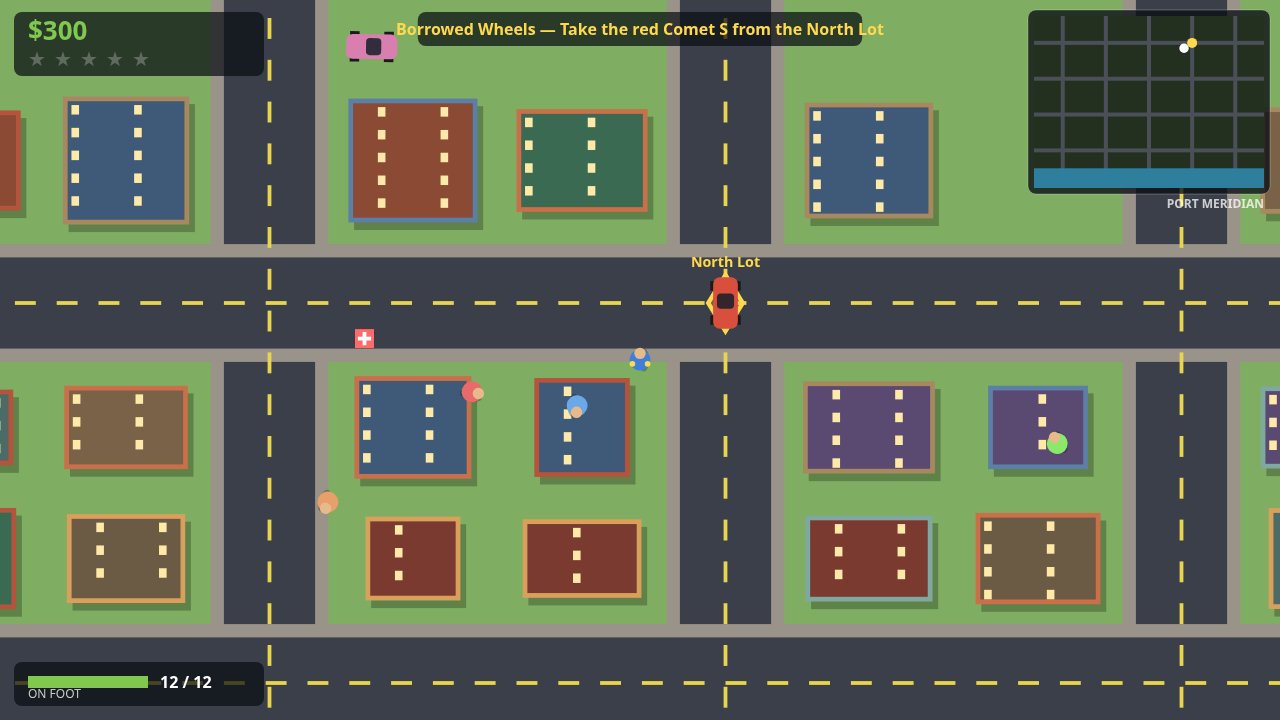 $300
★ ★ ★ ★ ★
Borrowed Wheels — Take the red Comet S from the North Lot
PORT MERIDIAN
North Lot
12 / 12
ON FOOT